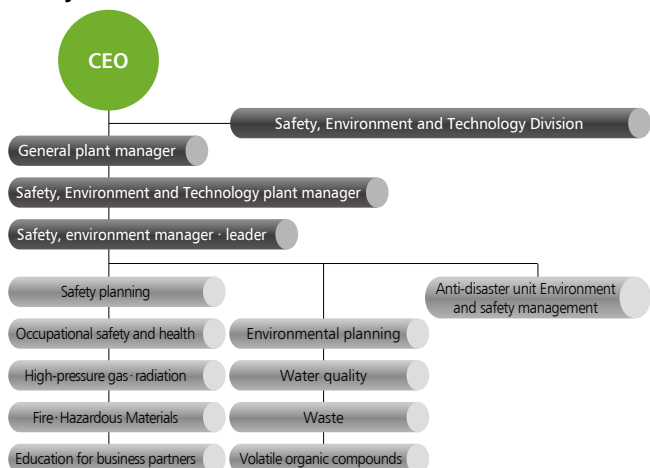 CEO
Safety, Environment and Technology Division
General plant manager
Safety, Environment and Technology plant manager
Safety, environment manager · leader
Safety planning
Occupational safety and health
High-pressure gas · radiation
Fire · Hazardous Materials
Education for business partners
Environmental planning
Water quality
Waste
Volatile organic compounds
Anti-disaster unit Environment
and safety management